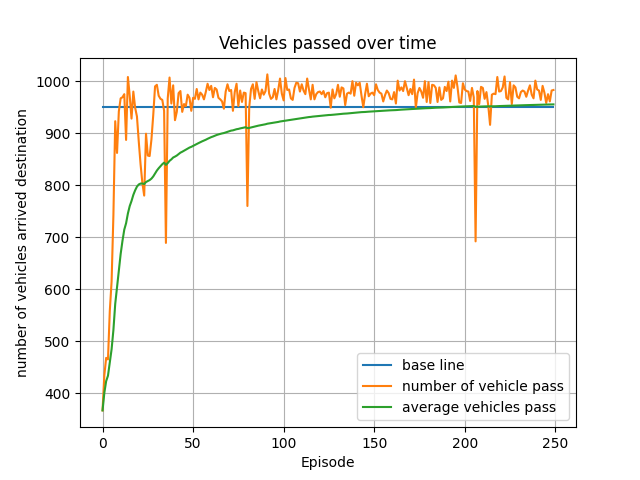 Vehicles passed over time
number of vehicles arrived destination
1000
900
800
700
600
500
400
0
50
100
150
200
250
Episode
base line
number of vehicle pass
average vehicles pass